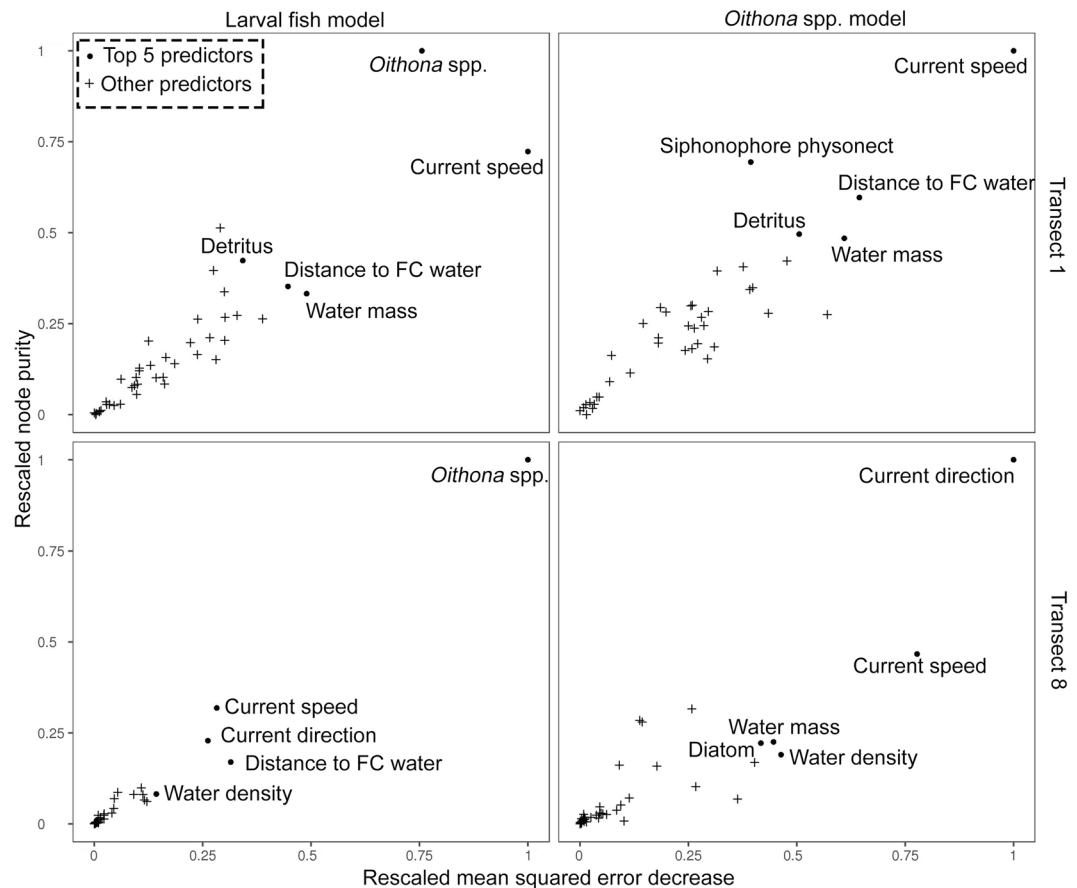 Larval fish model
Oithona spp. model
Top 5 predictors
Other predictors
Oithona spp.
Current speed
Detritus
Distance to FC water
Water mass
1
0.75
0.5
0.25
0
Current speed
Siphonophore physonect
Distance to FC water
Detritus
Water mass
Transect 1
Rescaled node purity
Oithona spp.
Current speed
Current direction
Distance to FC water
Water density
1
0.75
0.5
0.25
0
Current direction
Current speed
Water mass
Diatom
Water density
Transect 8
0 0.25 0.5 0.75 1
0 0.25 0.5 0.75 1
Rescaled mean squared error decrease